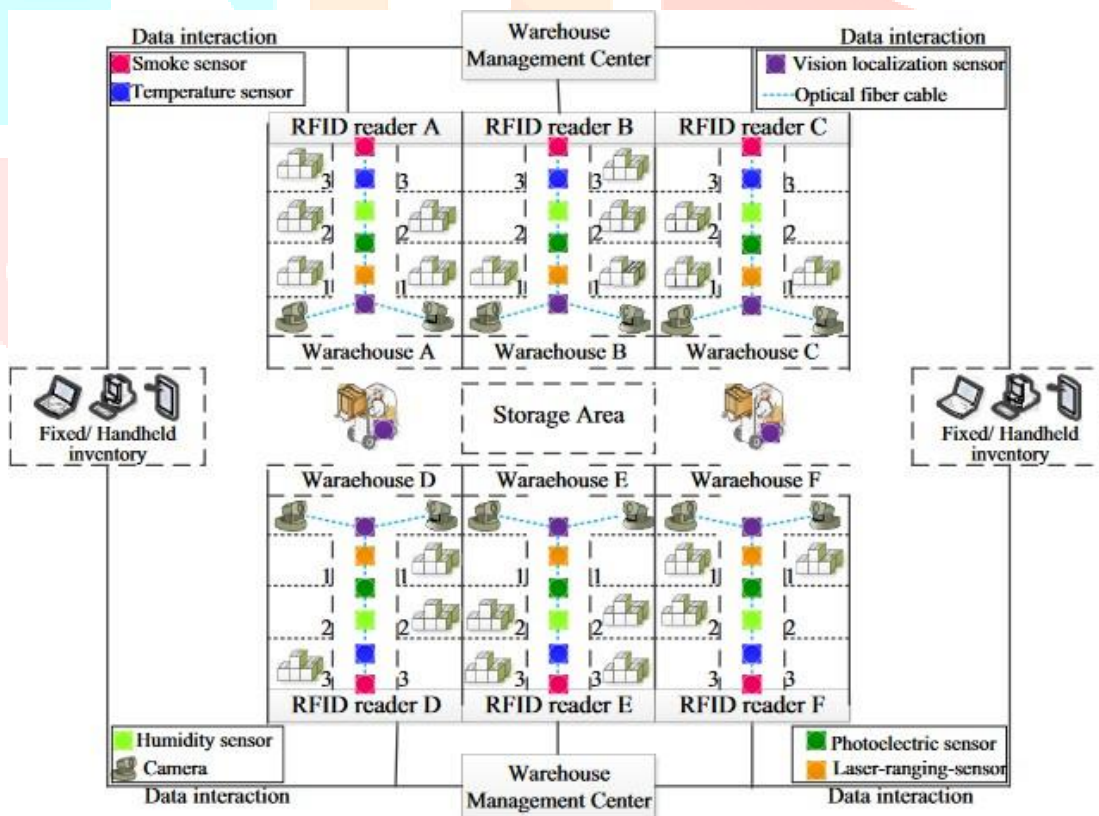 Data interaction
Warehouse
Management Center
Data interaction
Smoke sensor
Temperature sensor
Vision localization sensor
Optical fiber cable
RFID reader A
RFID reader B
RFID reader C
3 3 3 3 3 3
2 2 2 2 2 2
1 1 1 1 1 1
Waraehouse A
Waraehouse B
Waraehouse C
Fixed/ Handheld
inventory
Storage Area
Fixed/ Handheld
inventory
Waraehouse D
Waraehouse E
Waraehouse F
1 1 1 1 1 1
2 2 2 2 2 2
3 3 3 3 3 3
RFID reader D
RFID reader E
RFID reader F
Humidity sensor
Camera
Photoelectric sensor
Laser-ranging-sensor
Data interaction
Warehouse
Management Center
Data interaction